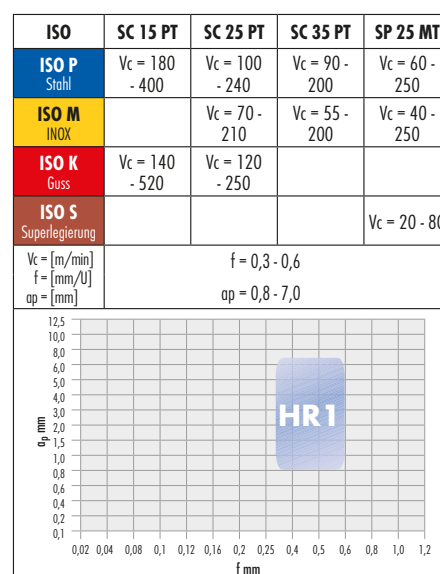 ISO SC 15 PT SC 25 PT SC 35 PT SP 25 MT
ISO P
Stahl
Vc = 180 - 400
Vc = 100 - 240
Vc = 90 - 200
Vc = 60 - 250
ISO M
INOX
Vc = 70 - 210
Vc = 55 - 200
Vc = 40 - 250
ISO K
Guss
Vc = 140 - 520
Vc = 120 - 250
ISO S
Superlegierung
Vc = 20 - 80
Vc = [m/min]
f = [mm/U]
ap = [mm]
f = 0,3 - 0,6
ap = 0,8 - 7,0
12,5
10,0
8,0
6,0
5,0
4,0
3,0
2,0
1,5
1,0
0,8
0,6
0,4
0,2
0,1
ap mm
HR1
0,02 0,04 0,08 0,1 0,12 0,16 0,2 0,25 0,4 0,5 0,6 0,8 1,0 1,2
f mm